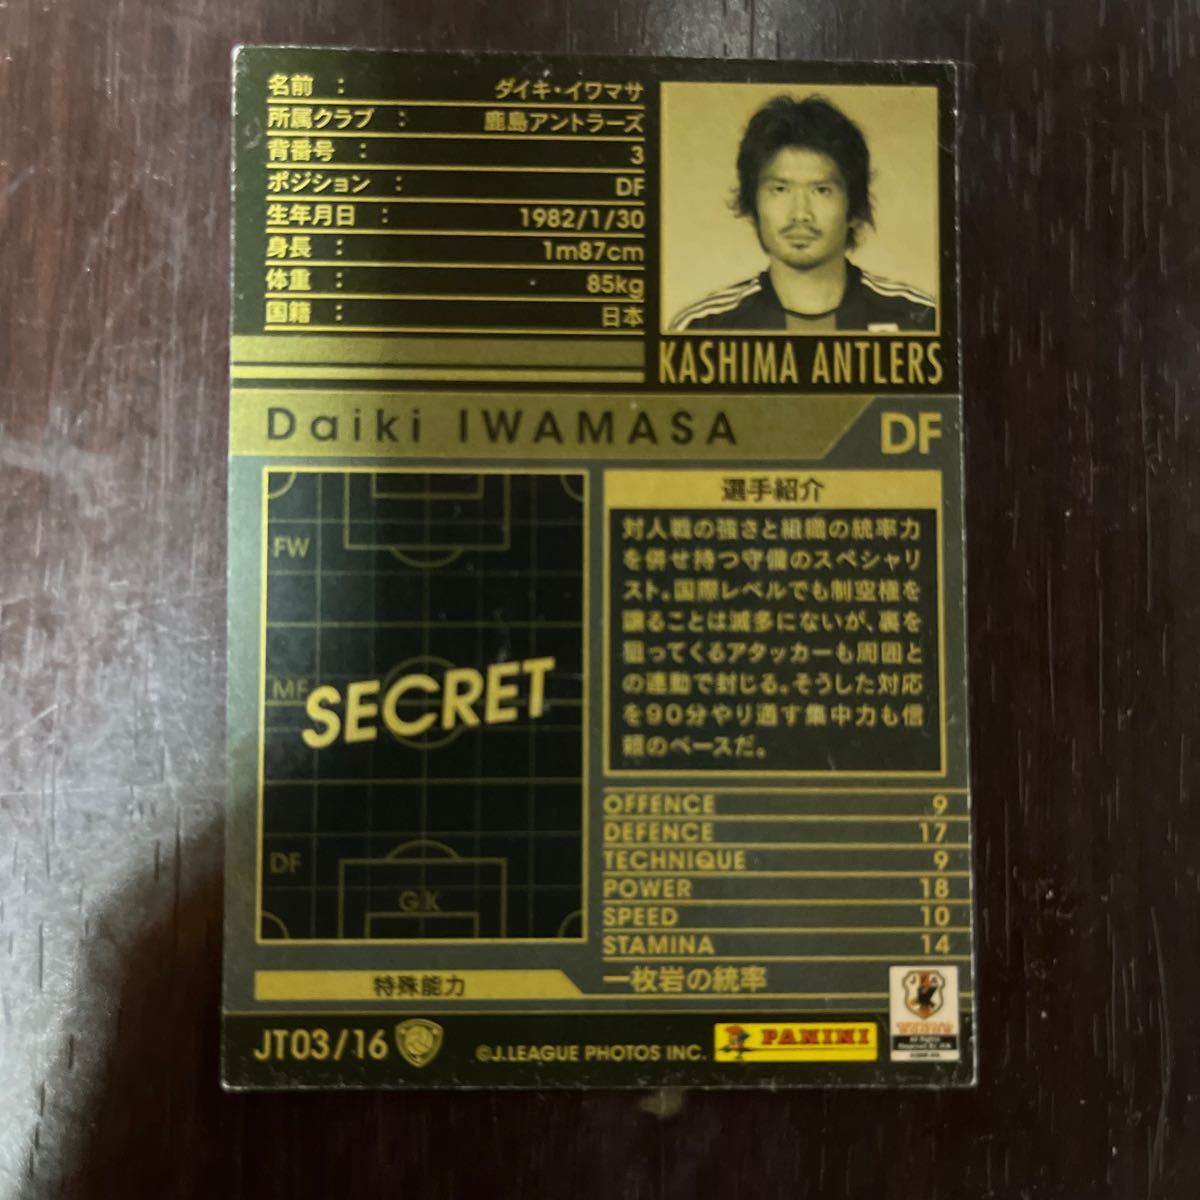 名前 : ダイキ・イワマサ
所属クラブ : 鹿島アントラーズ
背番号 : 3
ポジション : DF
生年月日 : 1982/1/30
身長 : 1m87cm
体重 : 85kg
国籍 : 日本
KASHIMA ANTLERS
Daiki IWAMASA
DF
FW
MF
SECRET
DF
GK
選手紹介
対人戦の強さと組織の統率力
を併せ持つ守備のスペシャリ
スト。国際レベルでも制空権を
譲ることは滅多にないが、裏を
狙ってくるアタッカーも周囲と
の連動で封じる。そうした対応
を90分やり通す集中力も信
頼のベースだ。
OFFENCE 9
DEFENCE 17
TECHNIQUE 9
POWER 18
SPEED 10
STAMINA 14
特殊能力
一枚岩の統率
JT03/16
©J.LEAGUE PHOTOS INC.
PANINI